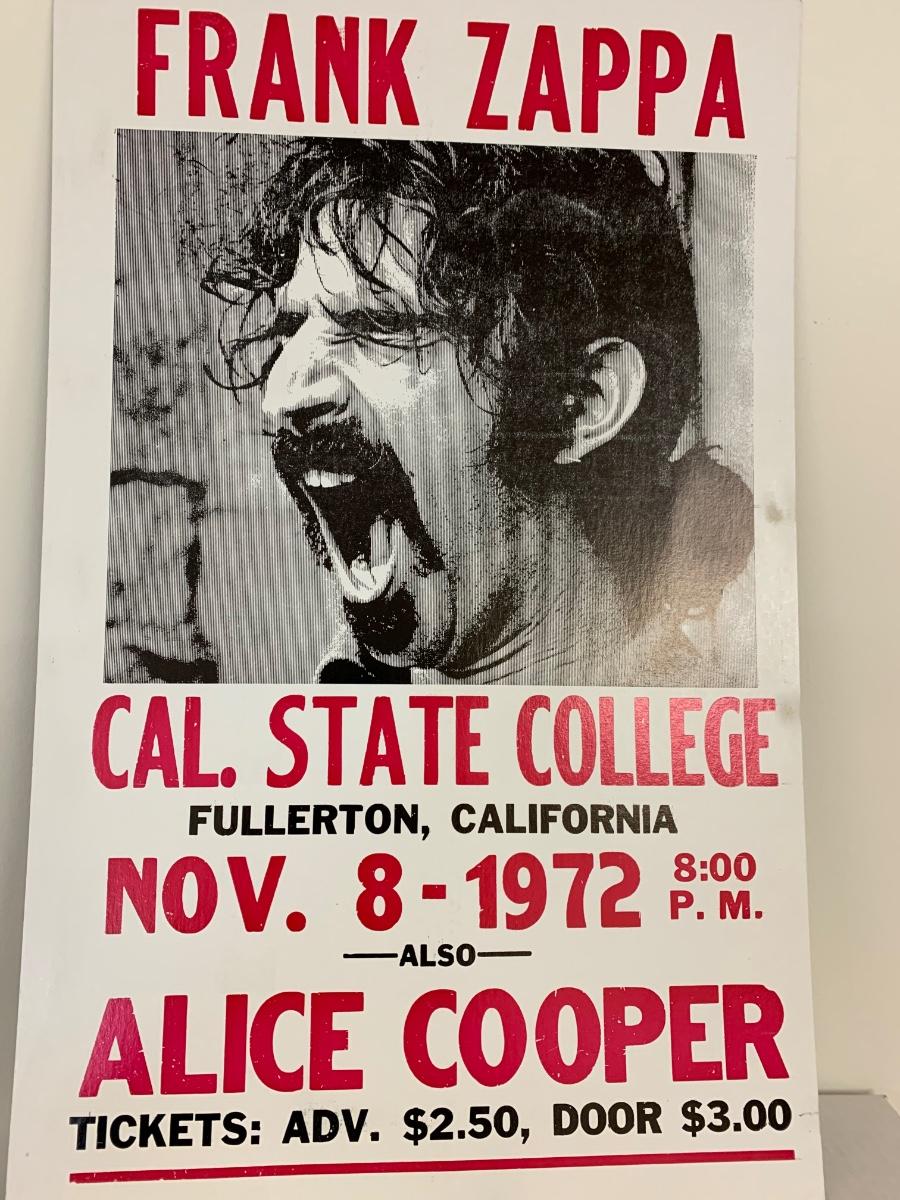 FRANK ZAPPA
CAL. STATE COLLEGE
FULLERTON, CALIFORNIA
NOV. 8-1972 8:00 P. M.
—ALSO—
ALICE COOPER
TICKETS: ADV. $2.50, DOOR $3.00